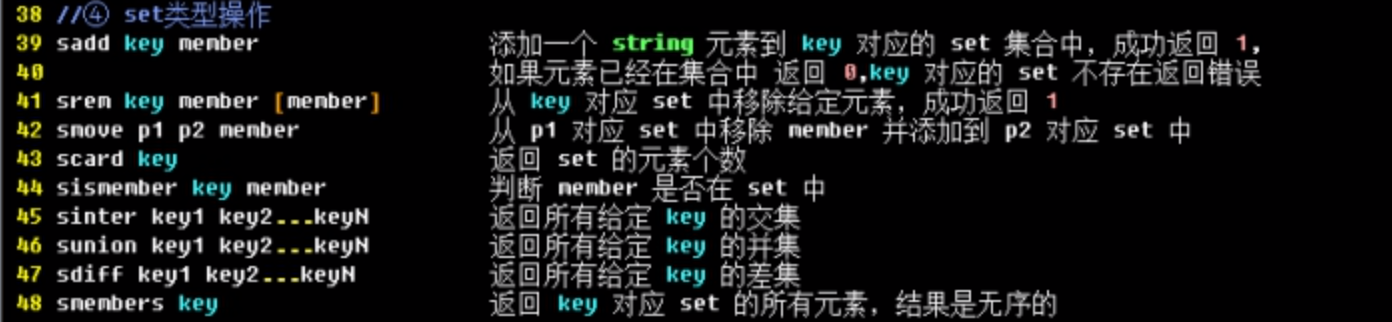 38 //④ set类型操作
39 sadd key member 添加一个 string 元素到 key 对应的 set 集合中，成功返回 1,
40 如果元素已经在集合中 返回 0,key 对应的 set 不存在返回错误
41 srem key member [member] 从 key 对应 set 中移除给定元素，成功返回 1
42 smove p1 p2 member 从 p1 对应 set 中移除 member 并添加到 p2 对应 set 中
43 scard key 返回 set 的元素个数
44 sismember key member 判断 member 是否在 set 中
45 sinter key1 key2...keyN 返回所有给定 key 的交集
46 sunion key1 key2...keyN 返回所有给定 key 的并集
47 sdiff key1 key2...keyN 返回所有给定 key 的差集
48 smembers key 返回 key 对应 set 的所有元素，结果是无序的